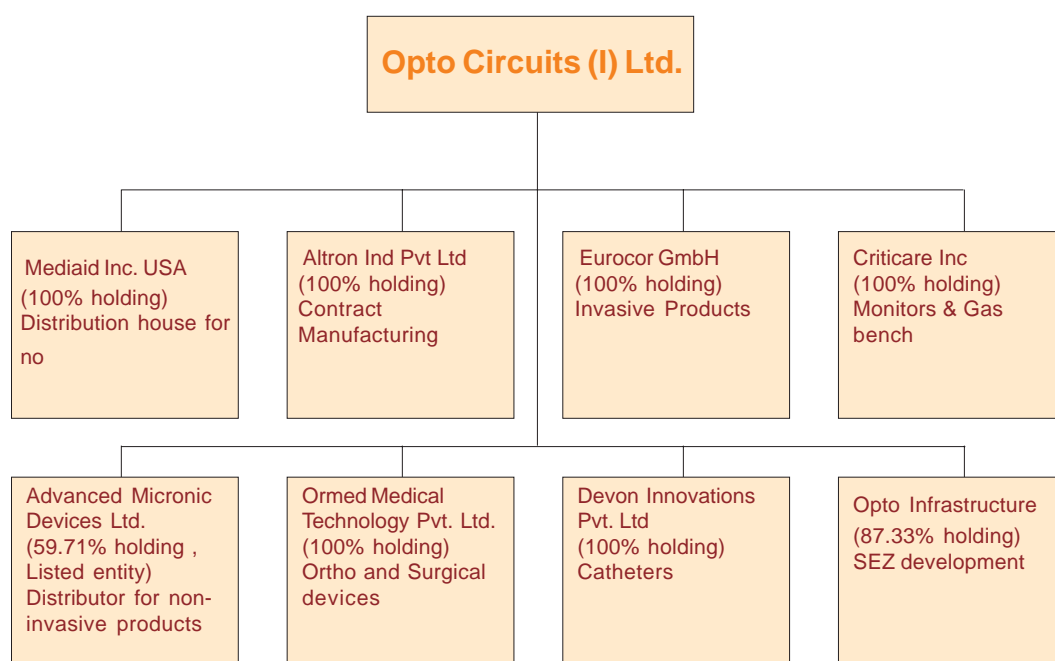 Opto Circuits (I) Ltd.
Mediaid Inc. USA
(100% holding)
Distribution house for
no
Altron Ind Pvt Ltd
(100% holding)
Contract
Manufacturing
Eurocor GmbH
(100% holding)
Invasive Products
Criticare Inc
(100% holding)
Monitors & Gas
bench
Advanced Micronic
Devices Ltd.
(59.71% holding ,
Listed entity)
Distributor for non-
invasive products
Ormed Medical
Technology Pvt. Ltd.
(100% holding)
Ortho and Surgical
devices
Devon Innovations
Pvt. Ltd
(100% holding)
Catheters
Opto Infrastructure
(87.33% holding)
SEZ development